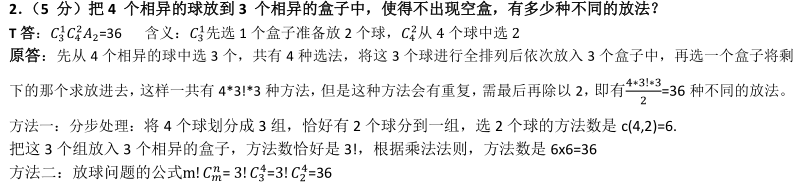 2.（5 分）把 4 个相异的球放到 3 个相异的盒子中，使得不出现空盒，有多少种不同的放法？
T 答：$C_3^1C_4^2A_2$=36 含义：$C_3^1$先选 1 个盒子准备放 2 个球，$C_4^2$从 4 个球中选 2
原答：先从 4 个相异的球中选 3 个，共有 4 种选法，将这 3 个球进行全排列后依次放入 3 个盒子中，再选一个盒子将剩
下的那个求放进去，这样一共有 4*3!*3 种方法，但是这种方法会有重复，需最后再除以 2，即有$\frac{4*3!*3}{2}$=36 种不同的放法。
方法一：分步处理：将 4 个球划分成 3 组，恰好有 2 个球分到一组，选 2 个球的方法数是 c(4,2)=6.
把这 3 个组放入 3 个相异的盒子，方法数恰好是 3!，根据乘法法则，方法数是 6x6=36
方法二：放球问题的公式m! $C_m^n$= 3! $C_3^4$=3! $C_2^4$=36